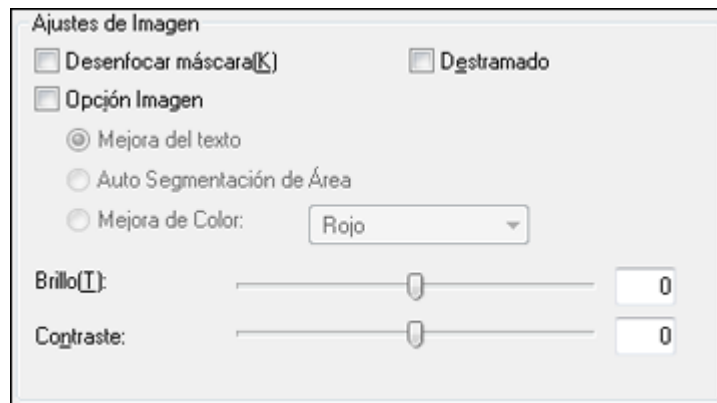 Ajustes de Imagen
Desenfocar máscara(K) Destramado
Opción Imagen
Mejora del texto
Auto Segmentación de Área
Mejora de Color: Rojo
Brillo(T): 0
Contraste: 0